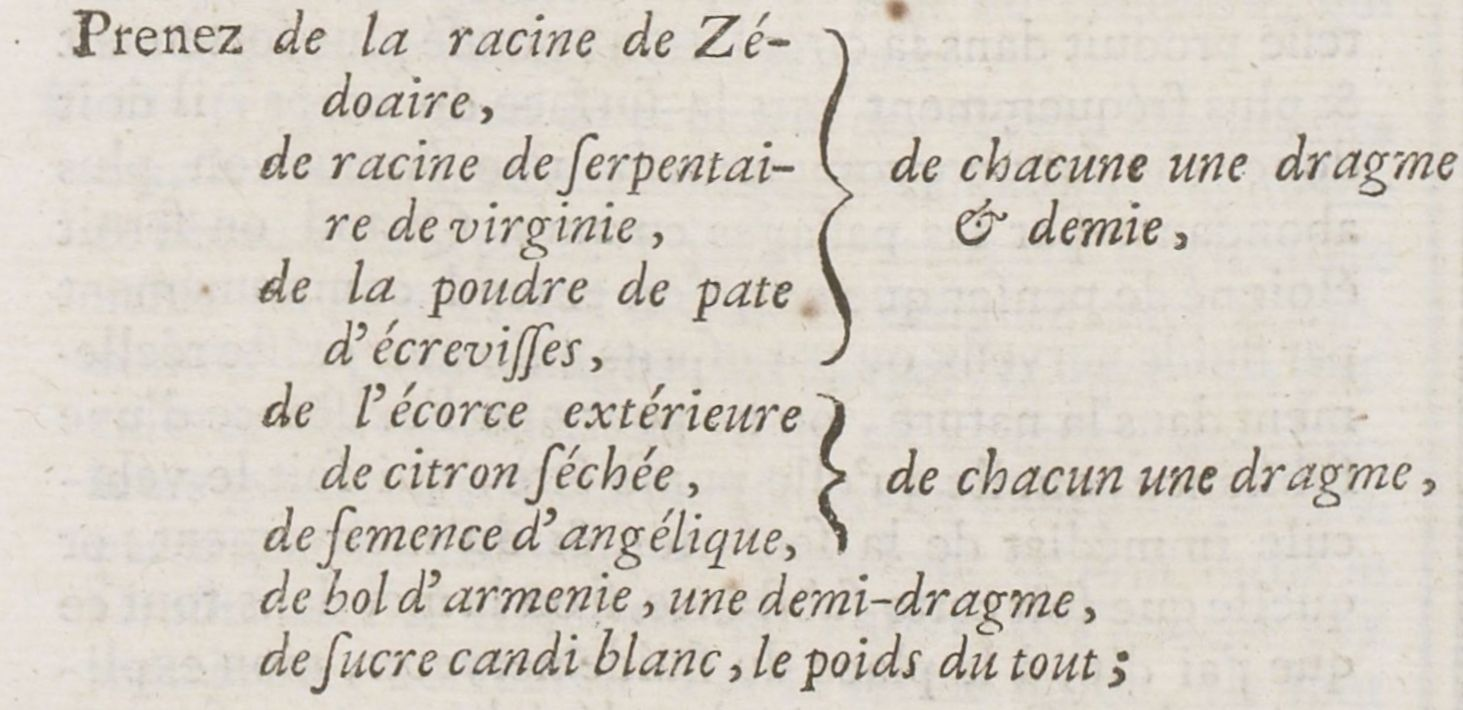 Prenez de la racine de Zé-
doaire,
de racine de ſerpentai-
re de virginie,
de la poudre de pate
d'écreviſſes,
de chacune une dragme
& demie,
de l'écorce extérieure
de citron ſéchée,
de ſemence d'angélique,
de chacun une dragme,
de bol d'armenie, une demi-dragme,
de ſucre candi blanc, le poids du tout;